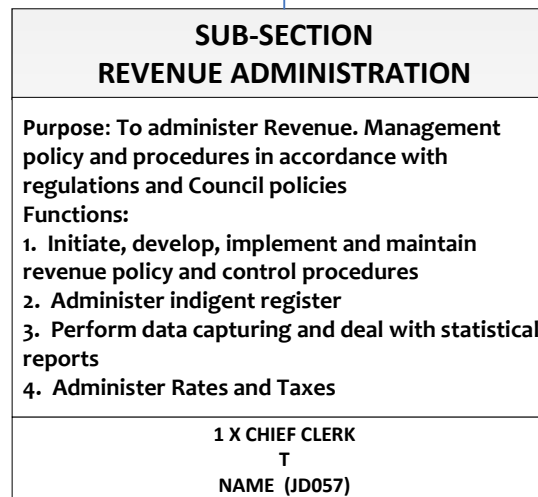 SUB-SECTION
REVENUE ADMINISTRATION
Purpose: To administer Revenue. Management
policy and procedures in accordance with
regulations and Council policies
Functions:
1. Initiate, develop, implement and maintain
revenue policy and control procedures
2. Administer indigent register
3. Perform data capturing and deal with statistical
reports
4. Administer Rates and Taxes
1 X CHIEF CLERK
T
NAME (JD057)